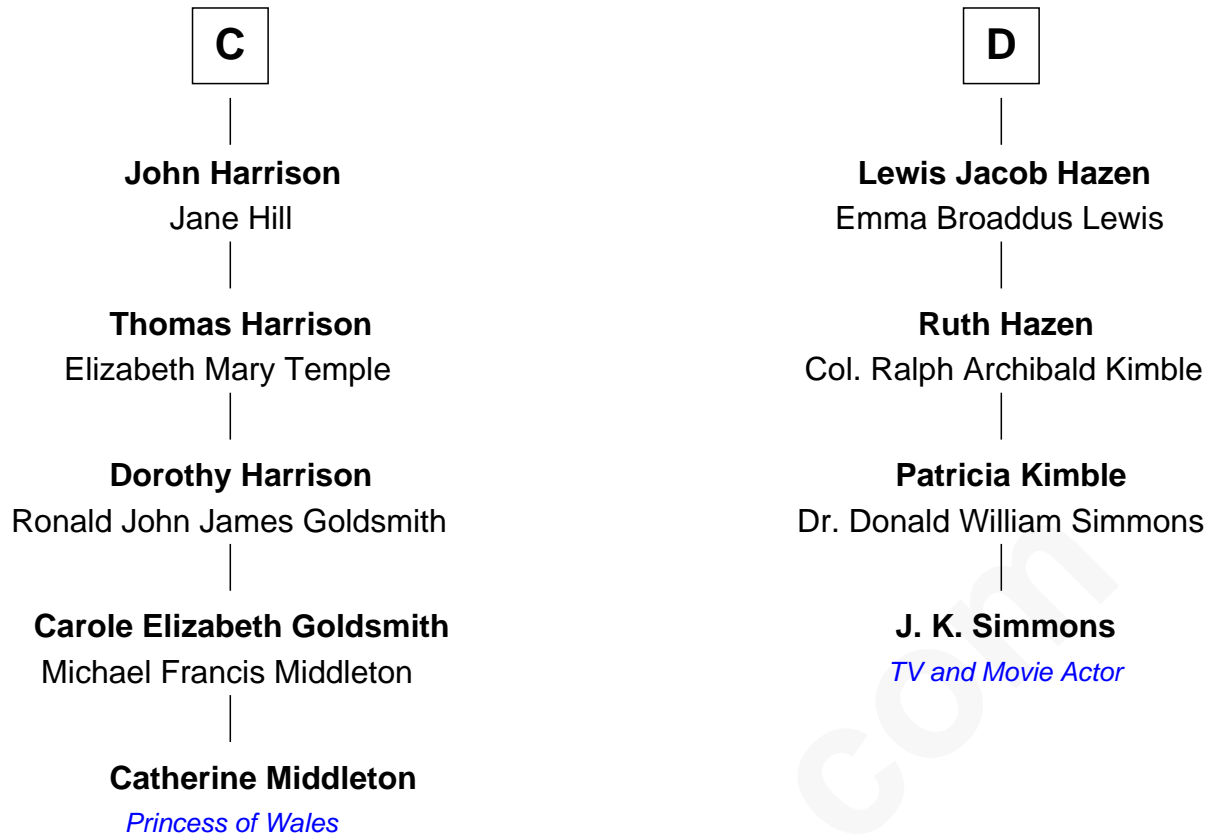 C
John Harrison
Jane Hill
Thomas Harrison
Elizabeth Mary Temple
Dorothy Harrison
Ronald John James Goldsmith
Carole Elizabeth Goldsmith
Michael Francis Middleton
Catherine Middleton
Princess of Wales
D
Lewis Jacob Hazen
Emma Broaddus Lewis
Ruth Hazen
Col. Ralph Archibald Kimble
Patricia Kimble
Dr. Donald William Simmons
J. K. Simmons
TV and Movie Actor
com